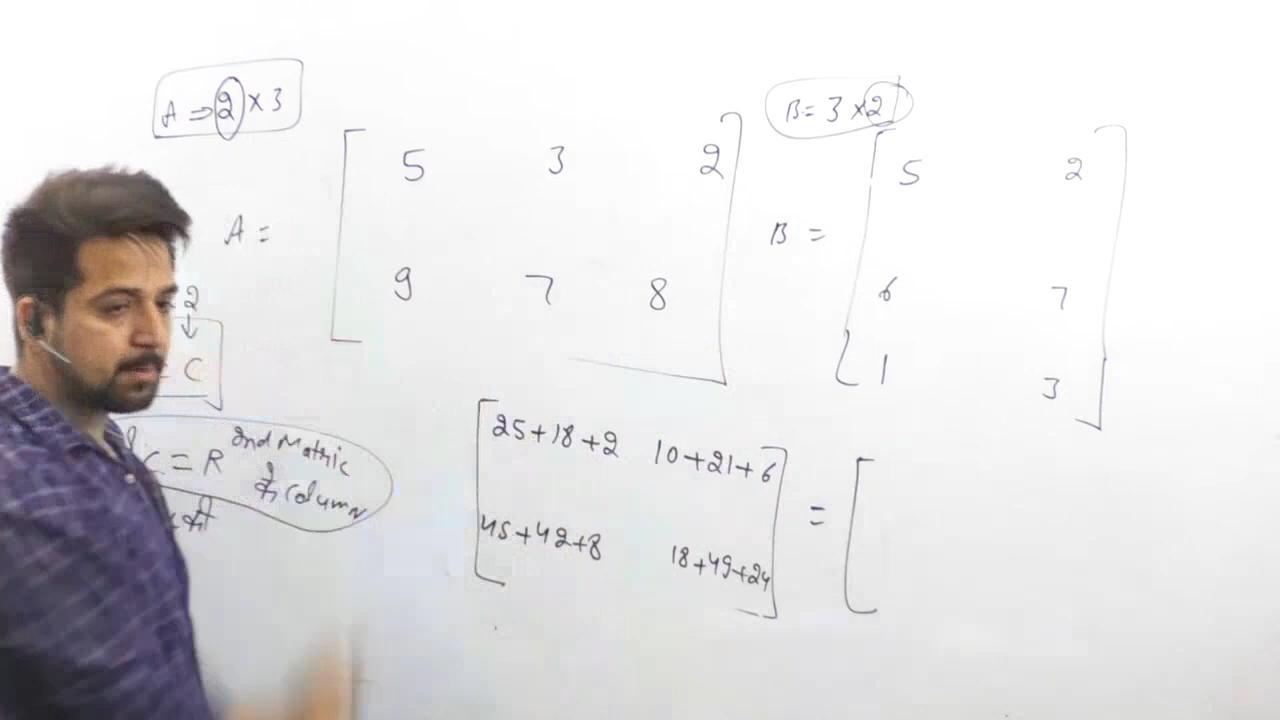 A ⇒ 2 × 3
B = 3 × 2
A = [ 5 3 2
9 7 8 ]
B = [ 5 2
6 7
1 3 ]
2
↓
C
C = R 2nd Matric
column
[ 25+18+2 10+21+6
45+42+8 18+49+24 ] = [